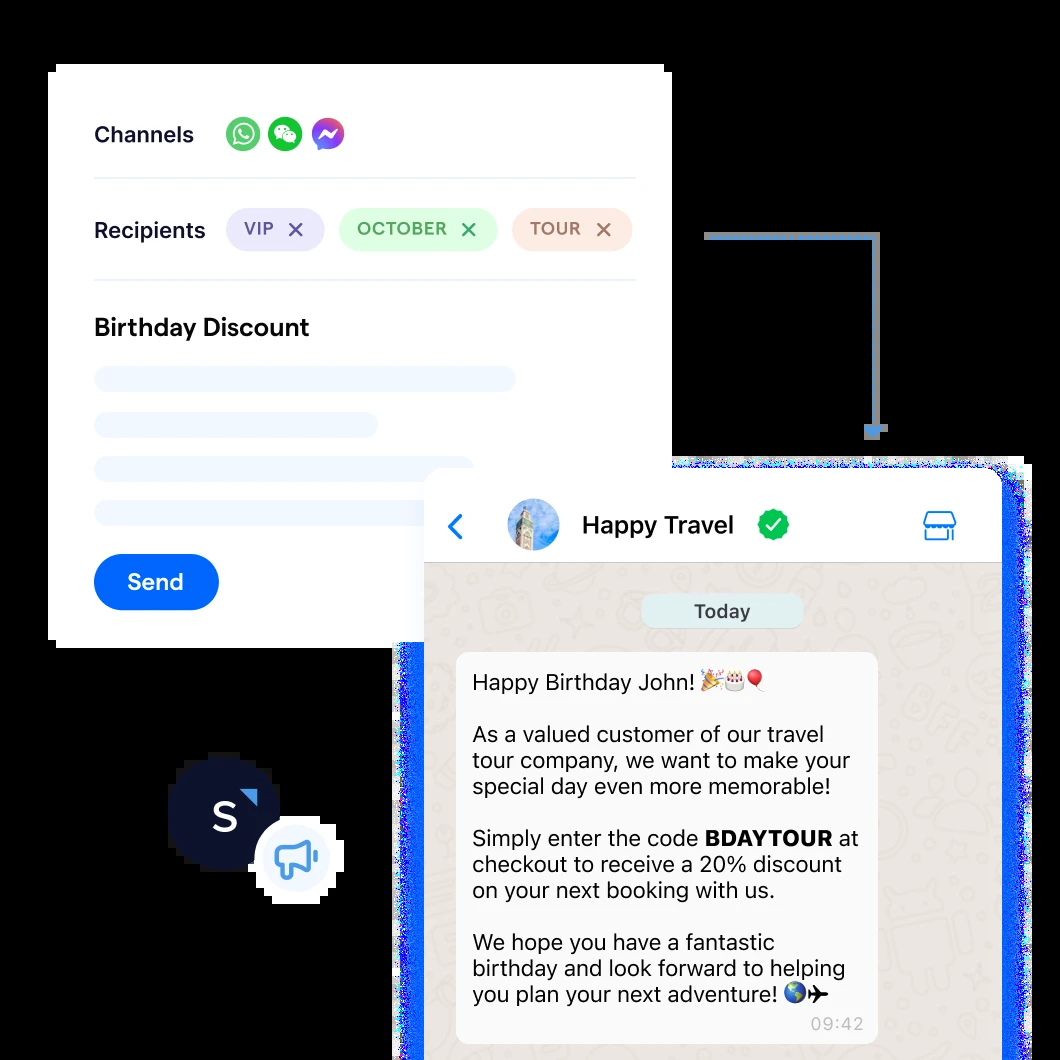 Channels
Recipients VIP OCTOBER TOUR
Birthday Discount
Send
Happy Travel
Today
Happy Birthday John! 🎉🎂🎈
As a valued customer of our travel
tour company, we want to make your
special day even more memorable!
Simply enter the code BDAYTOUR at
checkout to receive a 20% discount
on your next booking with us.
We hope you have a fantastic
birthday and look forward to helping
you plan your next adventure! 🌎✈
09:42
S